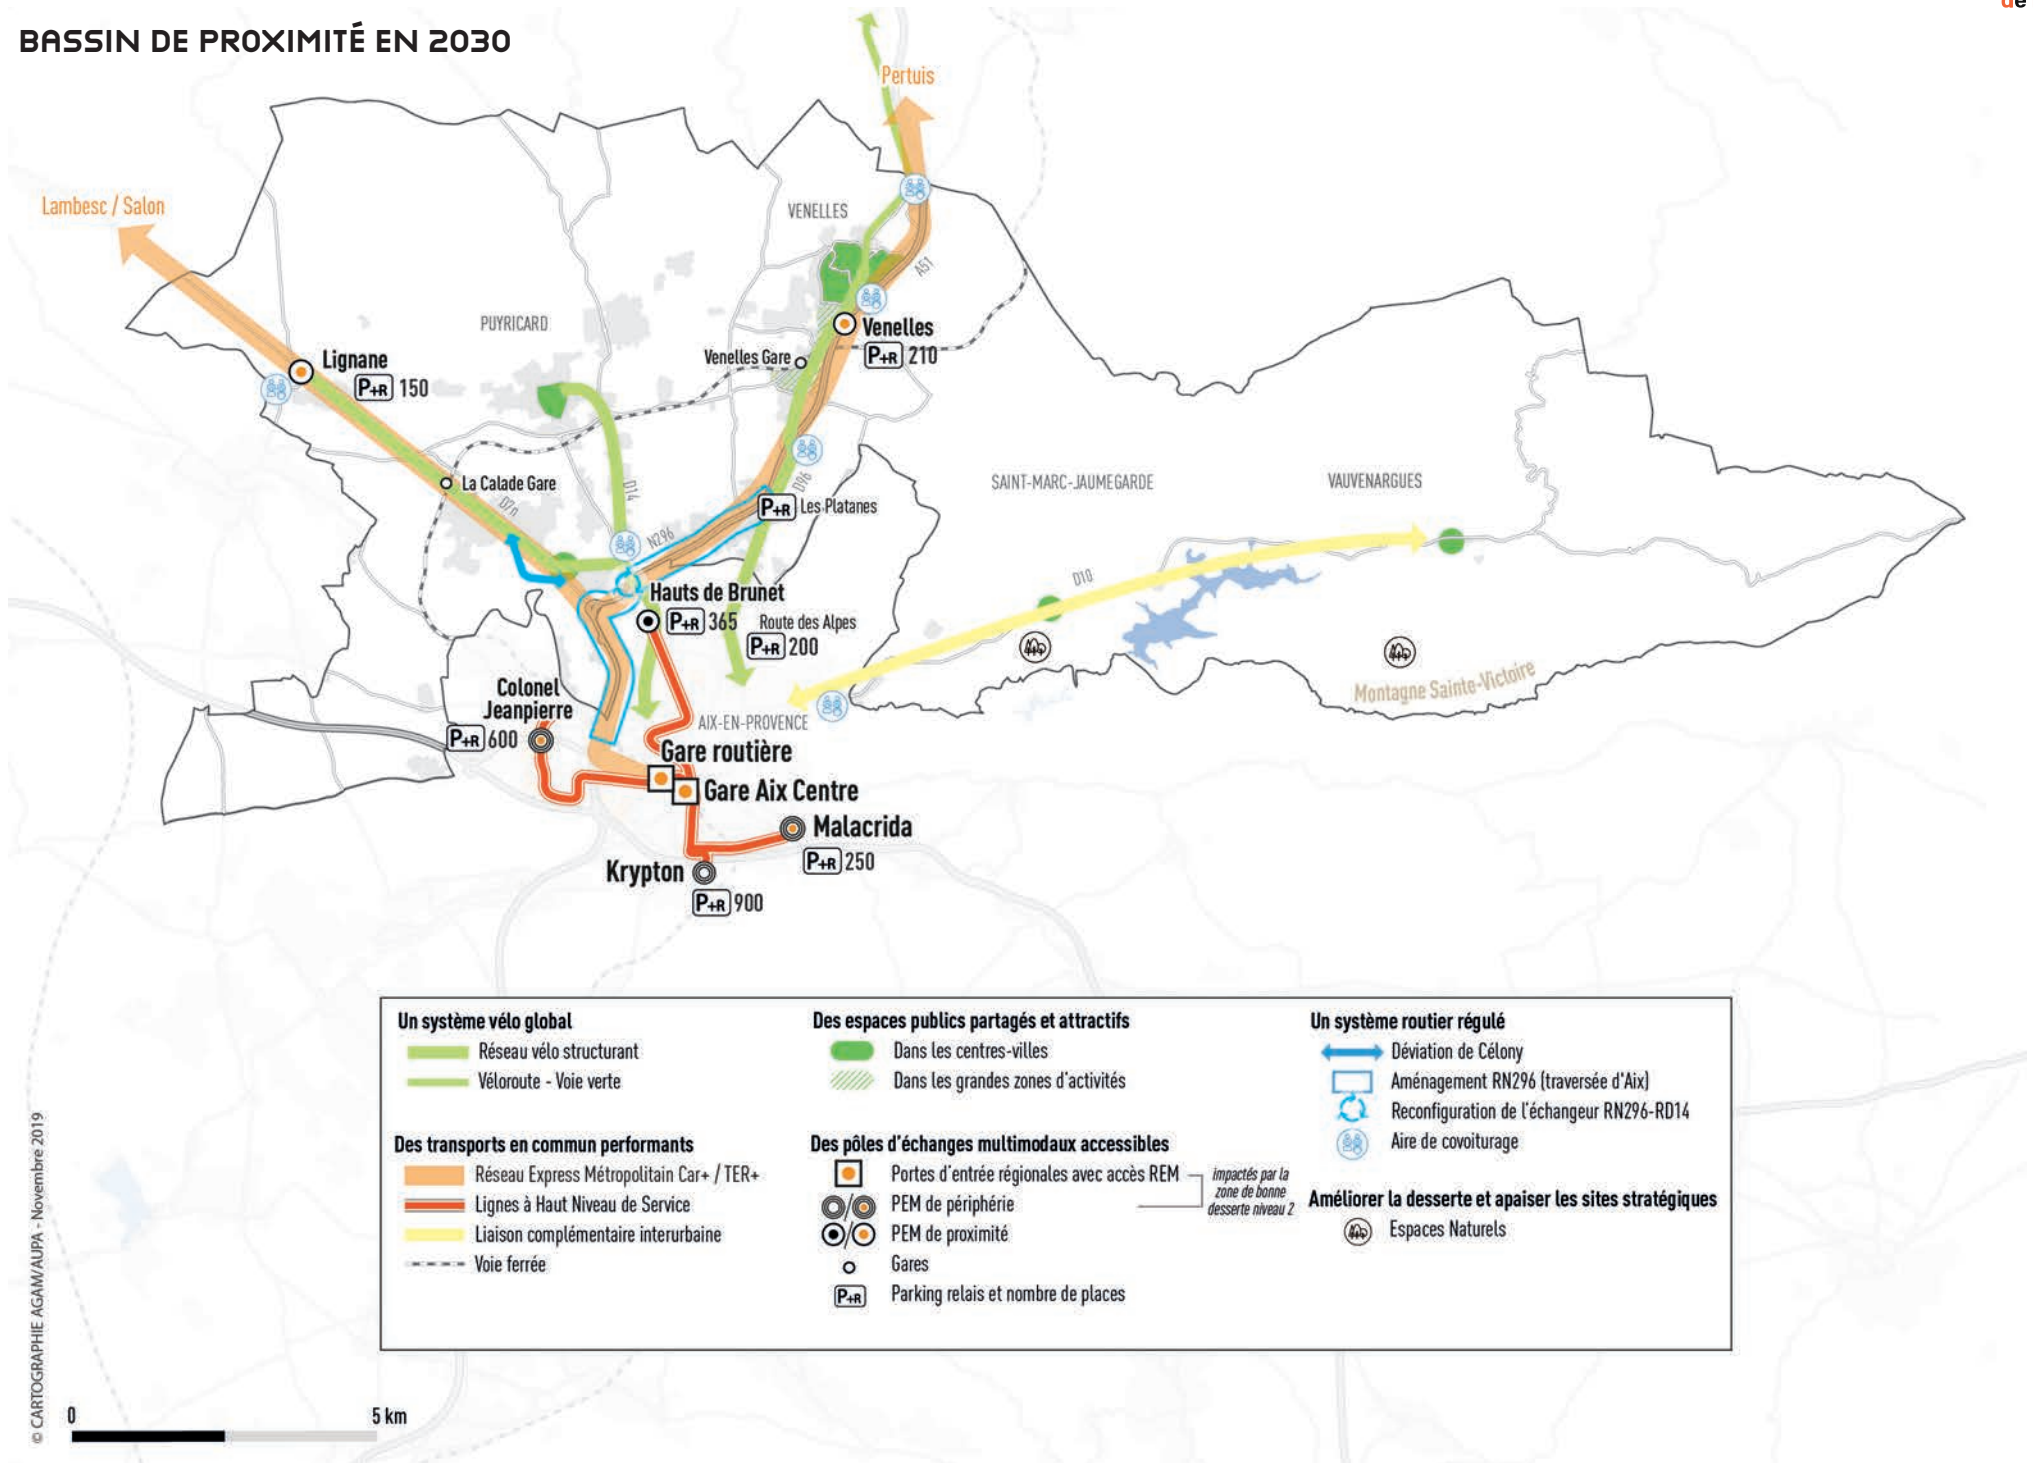 de
BASSIN DE PROXIMITÉ EN 2030
Pertuis
Lambesc / Salon
VENELLES
A51
PUYRICARD
Venelles
P+R 210
Venelles Gare
Lignane
P+R 150
La Calade Gare
D7n
D14
D96
P+R Les Platanes
N296
SAINT-MARC-JAUMEGARDE
VAUVENARGUES
D10
Hauts de Brunet
P+R 365
Route des Alpes
P+R 200
Montagne Sainte-Victoire
Colonel
Jeanpierre
P+R 600
AIX-EN-PROVENCE
Gare routière
Gare Aix Centre
Malacrida
P+R 250
Krypton
P+R 900
Un système vélo global
Réseau vélo structurant
Véloroute - Voie verte
Des transports en commun performants
Réseau Express Métropolitain Car+ / TER+
Lignes à Haut Niveau de Service
Liaison complémentaire interurbaine
Voie ferrée
Des espaces publics partagés et attractifs
Dans les centres-villes
Dans les grandes zones d'activités
Des pôles d'échanges multimodaux accessibles
Portes d'entrée régionales avec accès REM
PEM de périphérie
impactés par la
zone de bonne
desserte niveau 2
PEM de proximité
Gares
P+R Parking relais et nombre de places
Un système routier régulé
Déviation de Célony
Aménagement RN296 (traversée d'Aix)
Reconfiguration de l'échangeur RN296-RD14
Aire de covoiturage
Améliorer la desserte et apaiser les sites stratégiques
Espaces Naturels
© CARTOGRAPHIE AGAM/AUPA - Novembre 2019
0 5 km